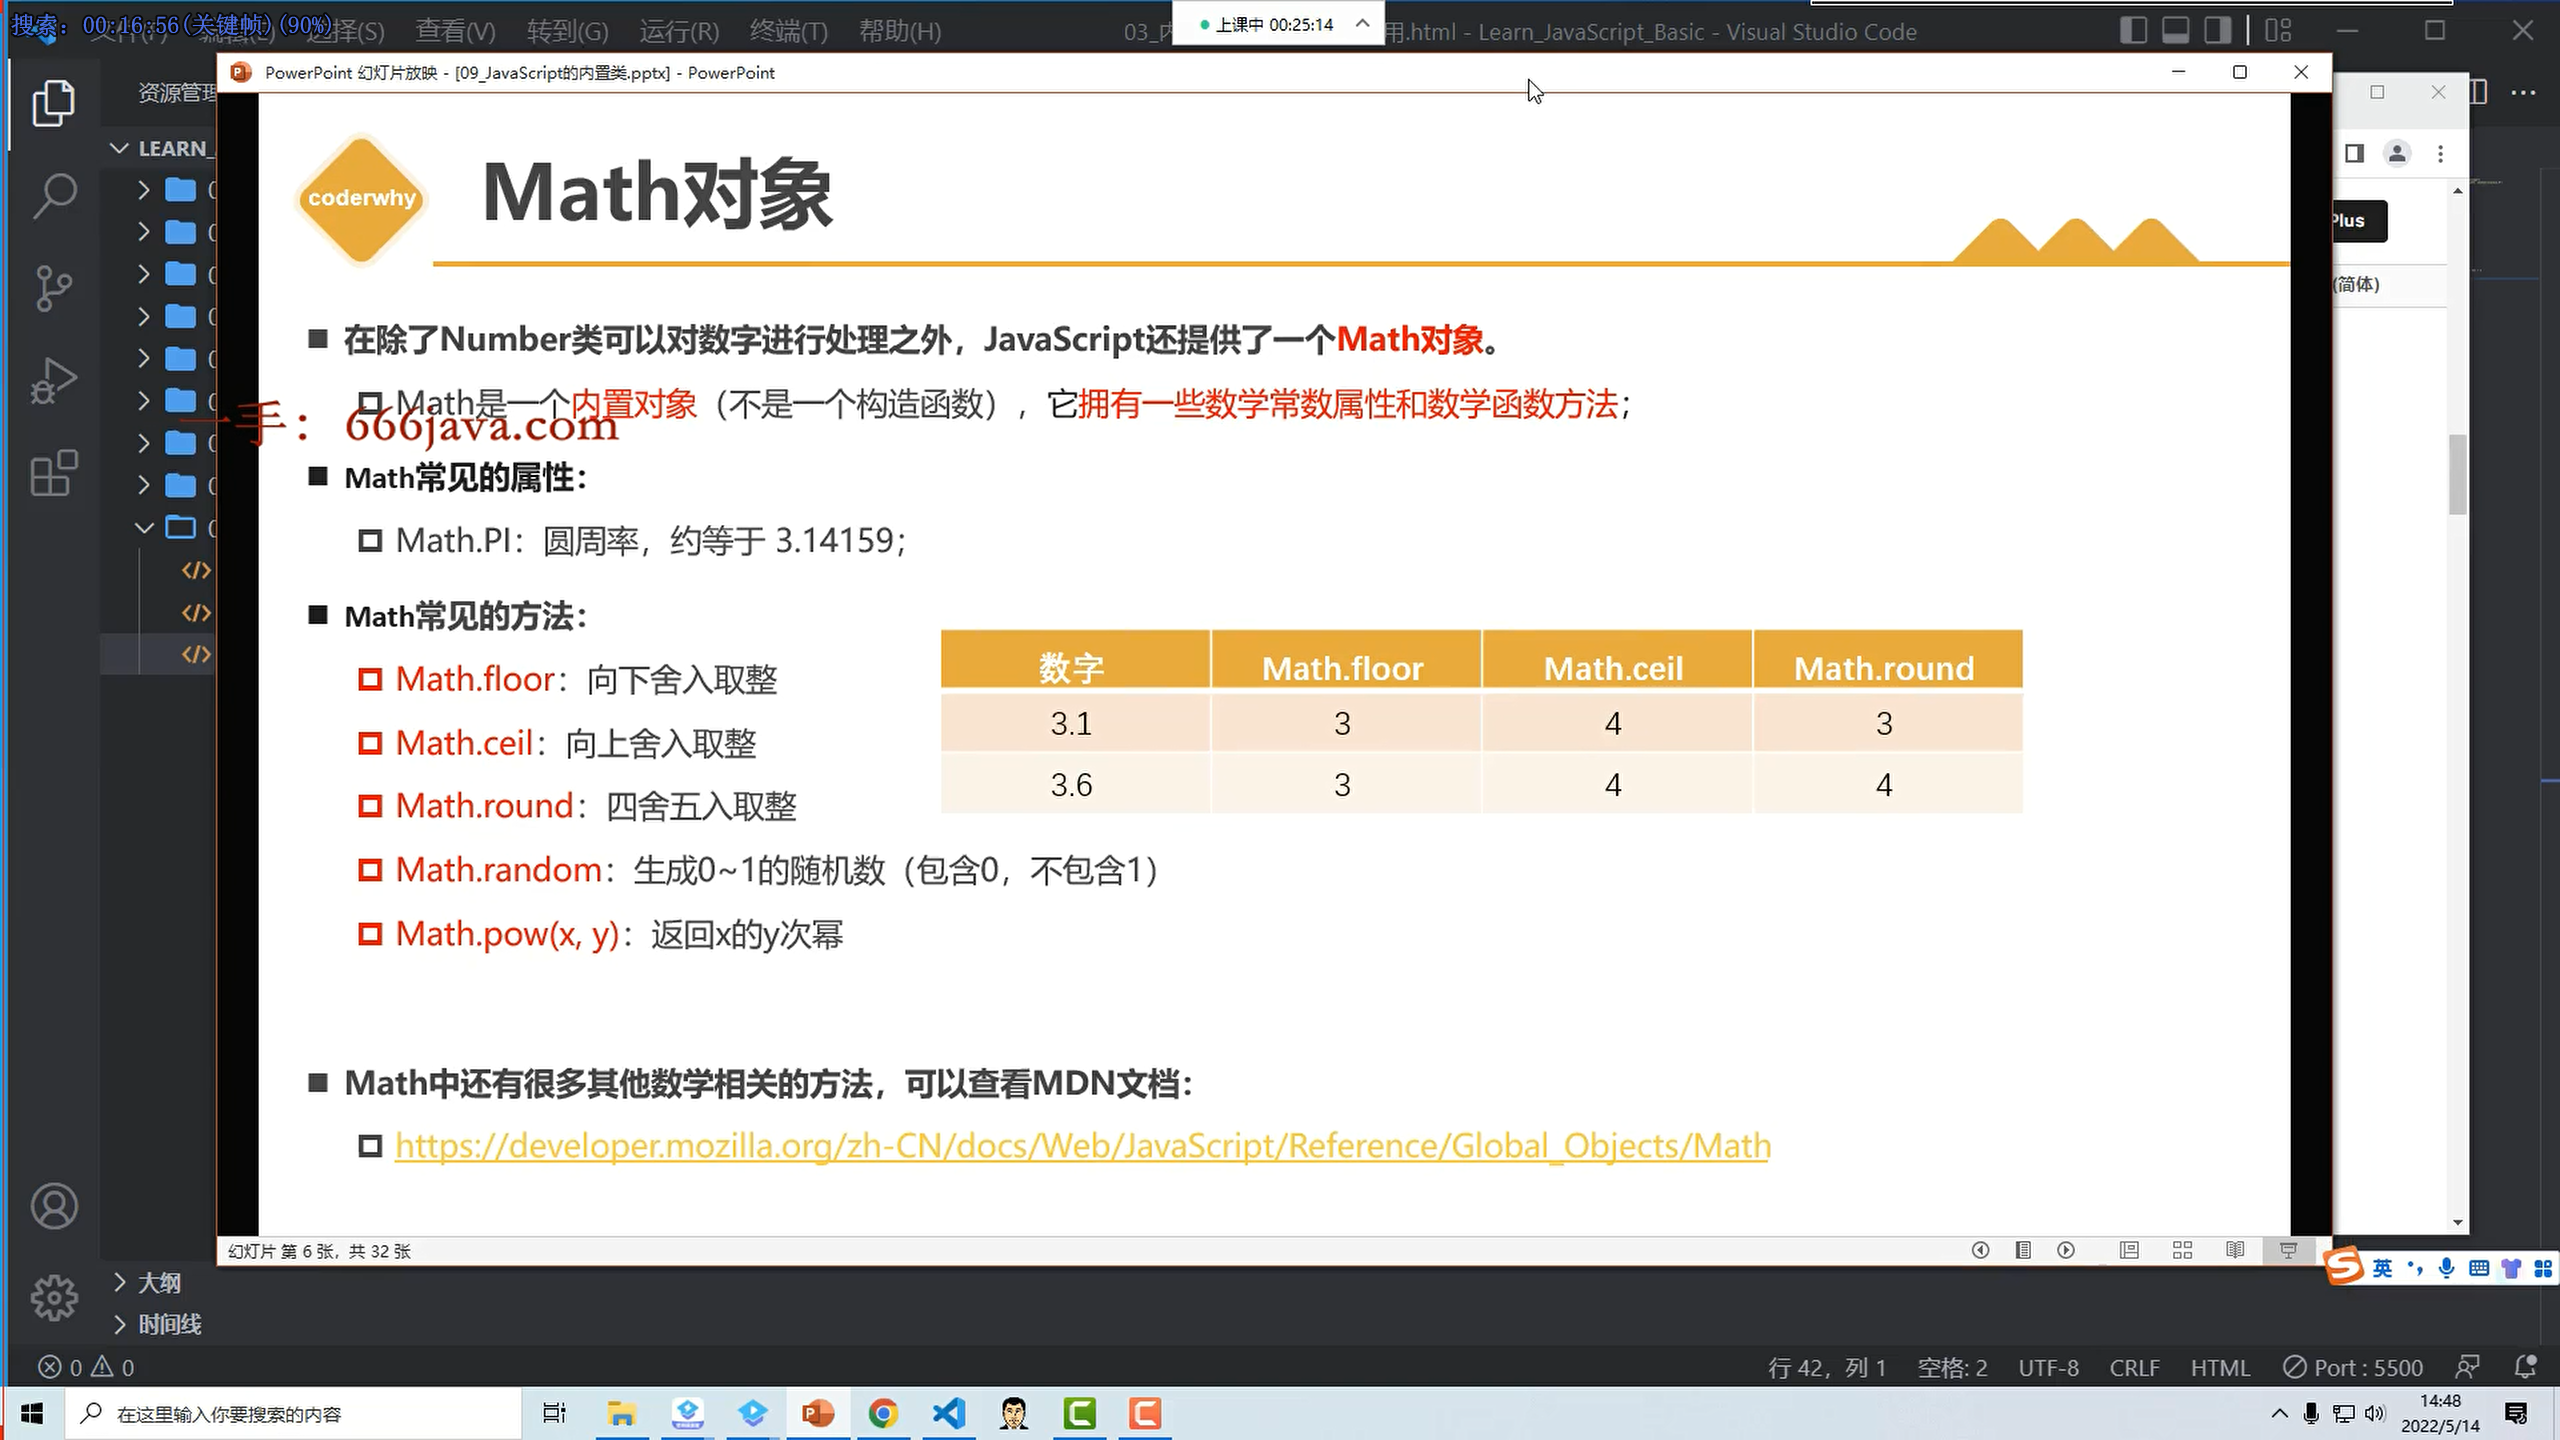 搜索: 00:16:56(关键帧)(90%)
选择(S) 查看(V) 转到(G) 运行(R) 终端(T) 帮助(H)
上课中 00:25:14
用.html - Learn_JavaScript_Basic - Visual Studio Code
PowerPoint 幻灯片放映 - [09_JavaScript的内置类.pptx] - PowerPoint
资源管理
LEARN_
coderwhy
Math对象
Plus
(简体)
在除了Number类可以对数字进行处理之外，JavaScript还提供了一个Math对象。
Math是一个内置对象（不是一个构造函数），它拥有一些数学常数属性和数学函数方法；
一手： 666java.com
Math常见的属性：
Math.PI：圆周率，约等于 3.14159；
Math常见的方法：
Math.floor：向下舍入取整
Math.ceil：向上舍入取整
Math.round：四舍五入取整
Math.random：生成0~1的随机数（包含0，不包含1）
Math.pow(x, y)：返回x的y次幂
数字 Math.floor Math.ceil Math.round
3.1 3 4 3
3.6 3 4 4
Math中还有很多其他数学相关的方法，可以查看MDN文档：
https://developer.mozilla.org/zh-CN/docs/Web/JavaScript/Reference/Global_Objects/Math
幻灯片 第 6 张，共 32 张
英
大纲
时间线
0 0
行 42，列 1 空格: 2 UTF-8 CRLF HTML Port : 5500
在这里输入你要搜索的内容
14:48
2022/5/14